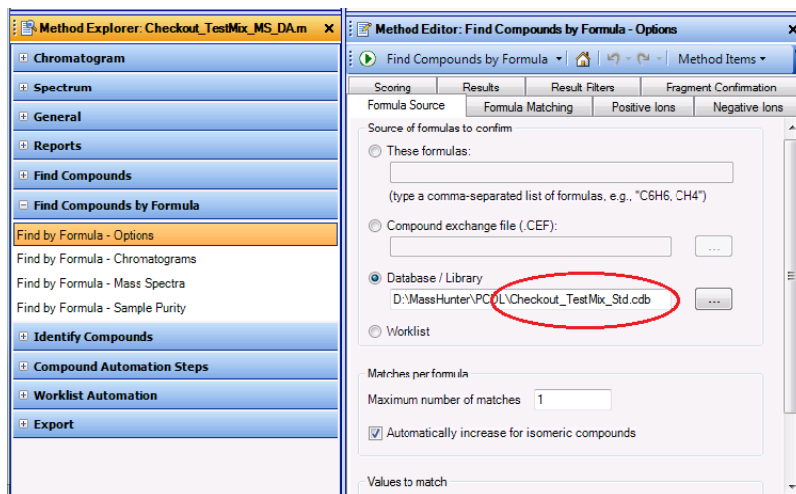 Method Explorer: Checkout_TestMix_MS_DA.m
Chromatogram
Spectrum
General
Reports
Find Compounds
Find Compounds by Formula
Find by Formula - Options
Find by Formula - Chromatograms
Find by Formula - Mass Spectra
Find by Formula - Sample Purity
Identify Compounds
Compound Automation Steps
Worklist Automation
Export
Method Editor: Find Compounds by Formula - Options
Find Compounds by Formula Method Items
Scoring Results Result Filters Fragment Confirmation
Formula Source Formula Matching Positive Ions Negative Ions
Source of formulas to confirm
These formulas:
(type a comma-separated list of formulas, e.g., "C6H6, CH4")
Compound exchange file (.CEF):
...
Database / Library
D:\MassHunter\PCDL\Checkout_TestMix_Std.cdb ...
Worklist
Matches per formula
Maximum number of matches 1
Automatically increase for isomeric compounds
Values to match